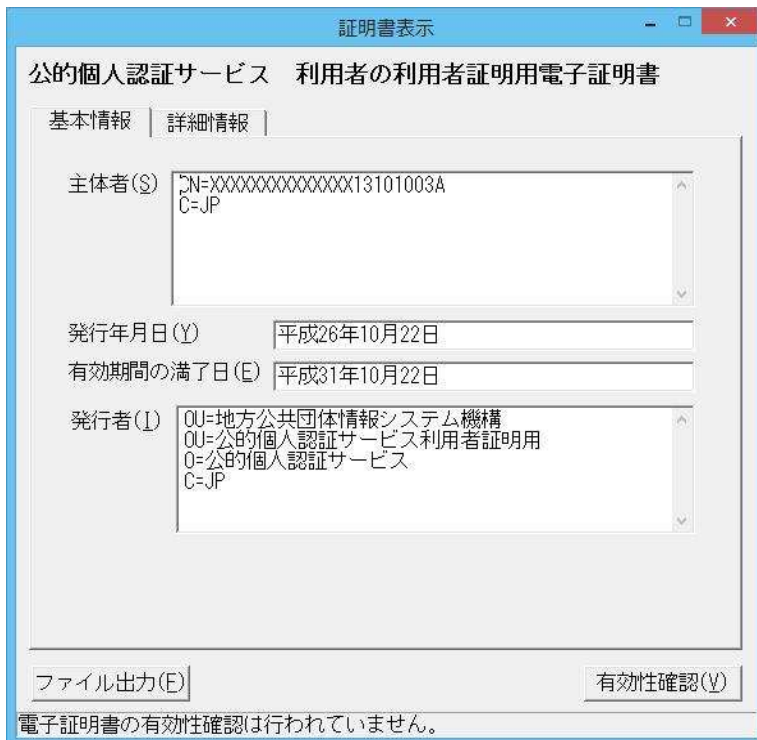 証明書表示
公的個人認証サービス 利用者の利用者証明用電子証明書
基本情報 詳細情報
主体者(S)
CN=XXXXXXXXXXXXXX13101003A
C=JP
発行年月日(Y) 平成26年10月22日
有効期間の満了日(E) 平成31年10月22日
発行者(I)
OU=地方公共団体情報システム機構
OU=公的個人認証サービス利用者証明用
O=公的個人認証サービス
C=JP
ファイル出力(F) 有効性確認(V)
電子証明書の有効性確認は行われていません。